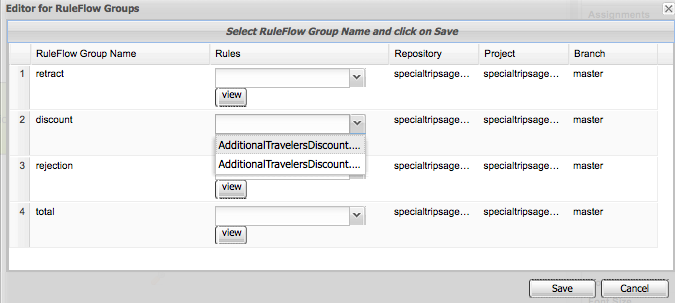 Editor for RuleFlow Groups
Assignments
Select RuleFlow Group Name and click on Save
RuleFlow Group Name Rules Repository Project Branch
1 retract specialtripsage... specialtripsage... master
view
2 discount specialtripsage... specialtripsage... master
AdditionalTravelersDiscount....
AdditionalTravelersDiscount....
3 rejection specialtripsage... specialtripsage... master
view
4 total specialtripsage... specialtripsage... master
view
Save Cancel
Font Size